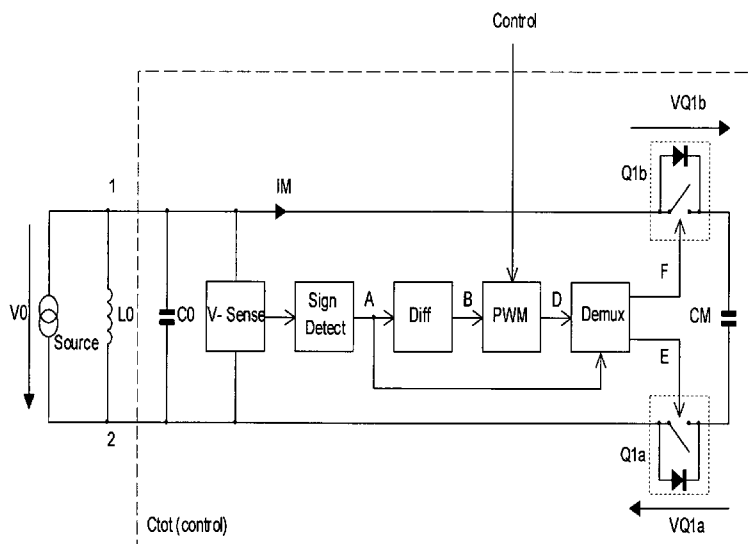 Control
VQ1b
Q1b
1
IM
F
V0
Source
L0
C0
V- Sense
Sign
Detect
A
Diff
B
PWM
D
Demux
CM
E
2
Q1a
VQ1a
Ctot (control)